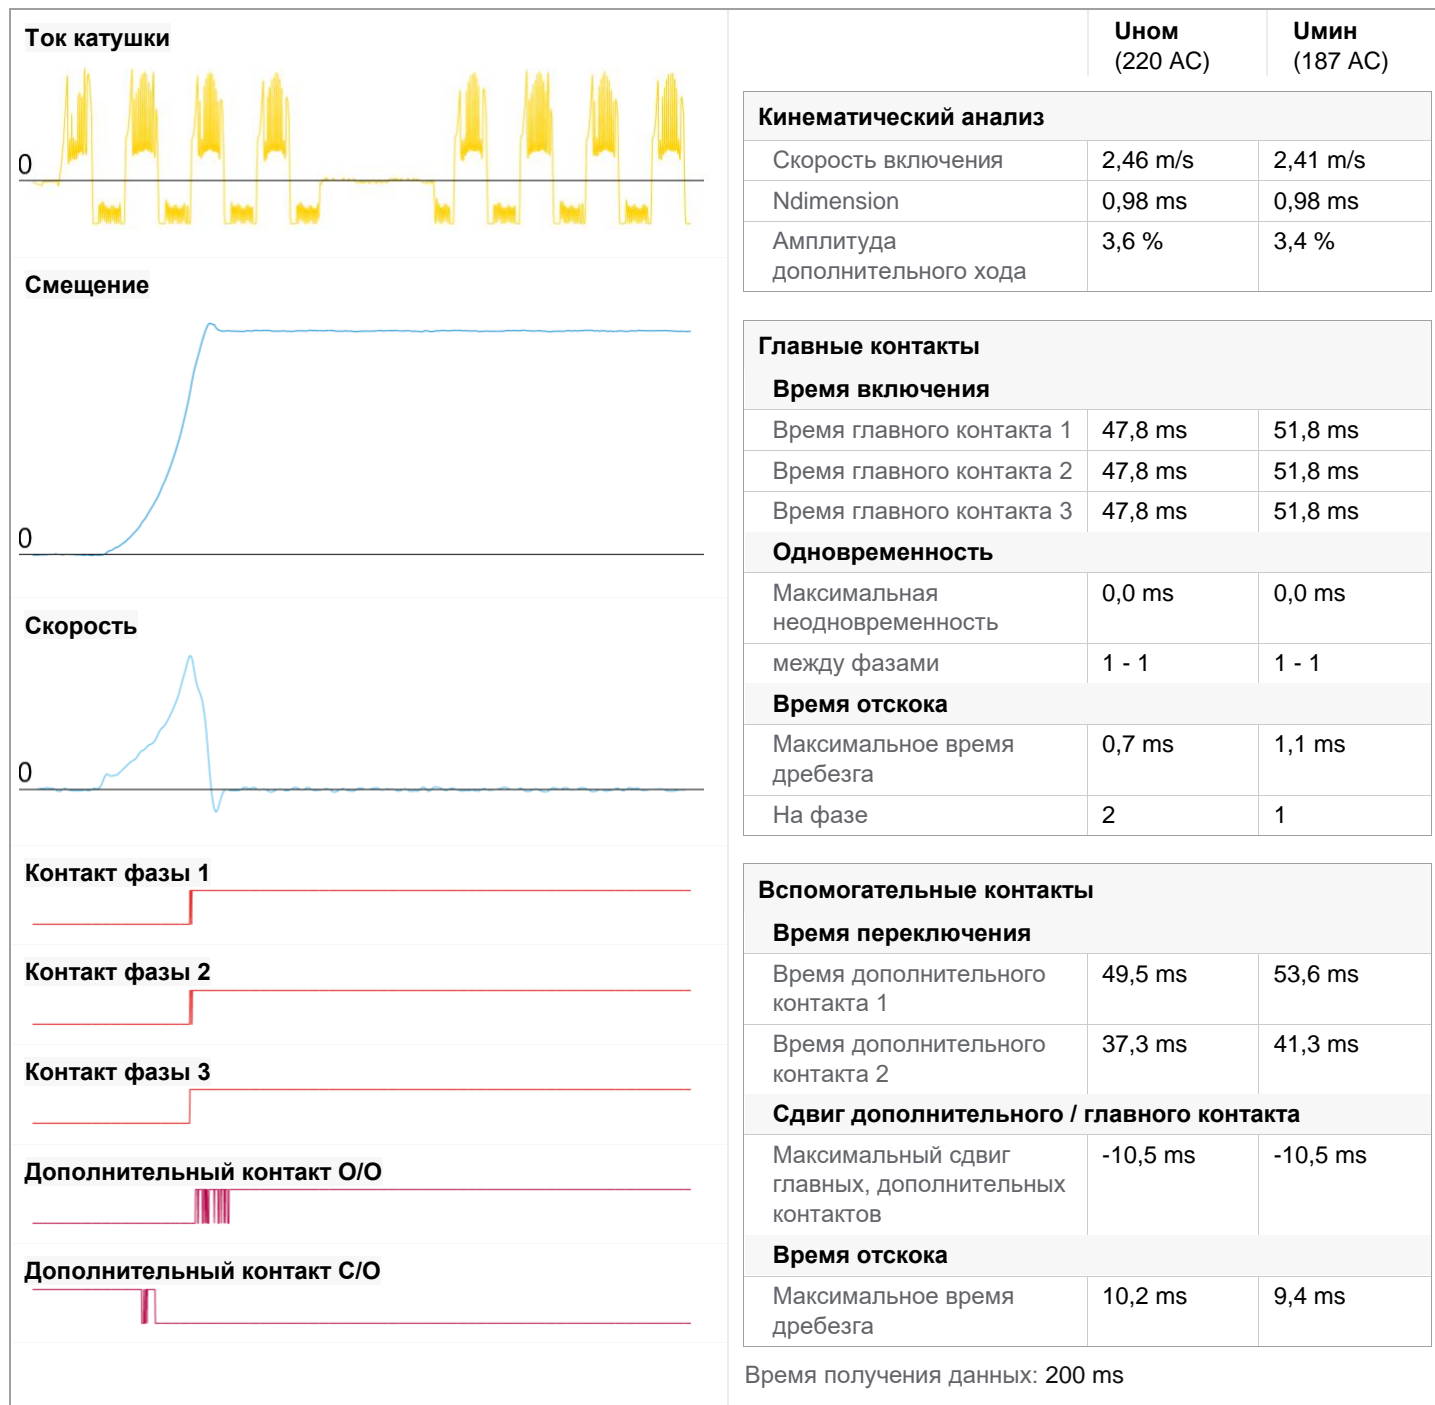 Ток катушки
0
Смещение
0
Скорость
0
Контакт фазы 1
Контакт фазы 2
Контакт фазы 3
Дополнительный контакт О/О
Дополнительный контакт С/О
Uном Uмин
(220 AC) (187 AC)
Кинематический анализ
Скорость включения 2,46 m/s 2,41 m/s
Ndimension 0,98 ms 0,98 ms
Амплитуда 3,6 % 3,4 %
дополнительного хода
Главные контакты
Время включения
Время главного контакта 1 47,8 ms 51,8 ms
Время главного контакта 2 47,8 ms 51,8 ms
Время главного контакта 3 47,8 ms 51,8 ms
Одновременность
Максимальная 0,0 ms 0,0 ms
неодновременность
между фазами 1 - 1 1 - 1
Время отскока
Максимальное время 0,7 ms 1,1 ms
дребезга
На фазе 2 1
Вспомогательные контакты
Время переключения
Время дополнительного 49,5 ms 53,6 ms
контакта 1
Время дополнительного 37,3 ms 41,3 ms
контакта 2
Сдвиг дополнительного / главного контакта
Максимальный сдвиг -10,5 ms -10,5 ms
главных, дополнительных
контактов
Время отскока
Максимальное время 10,2 ms 9,4 ms
дребезга
Время получения данных: 200 ms